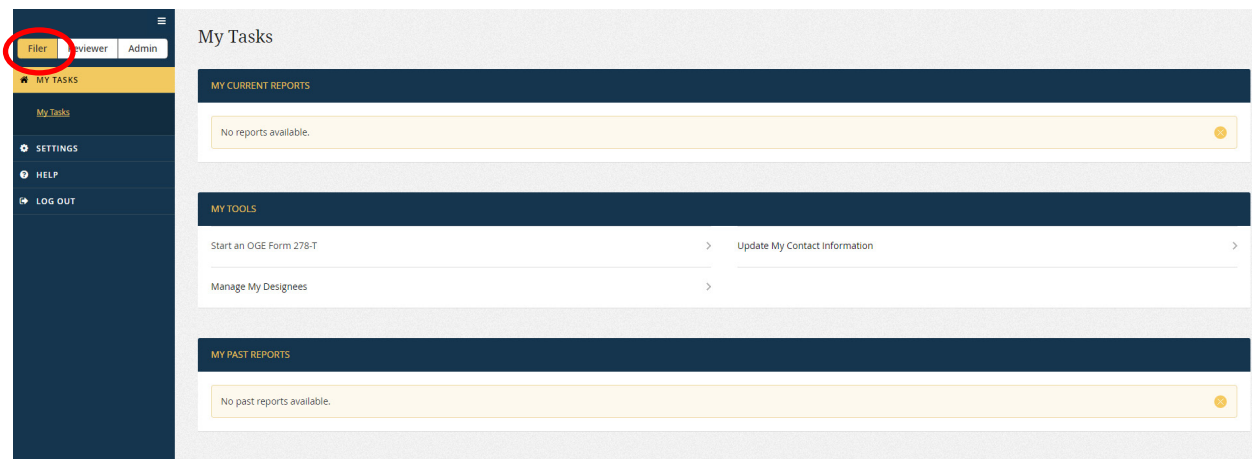 Filer Reviewer Admin
MY TASKS
My Tasks
SETTINGS
HELP
LOG OUT
My Tasks
MY CURRENT REPORTS
No reports available.
MY TOOLS
Start an OGE Form 278-T
Update My Contact Information
Manage My Designees
MY PAST REPORTS
No past reports available.